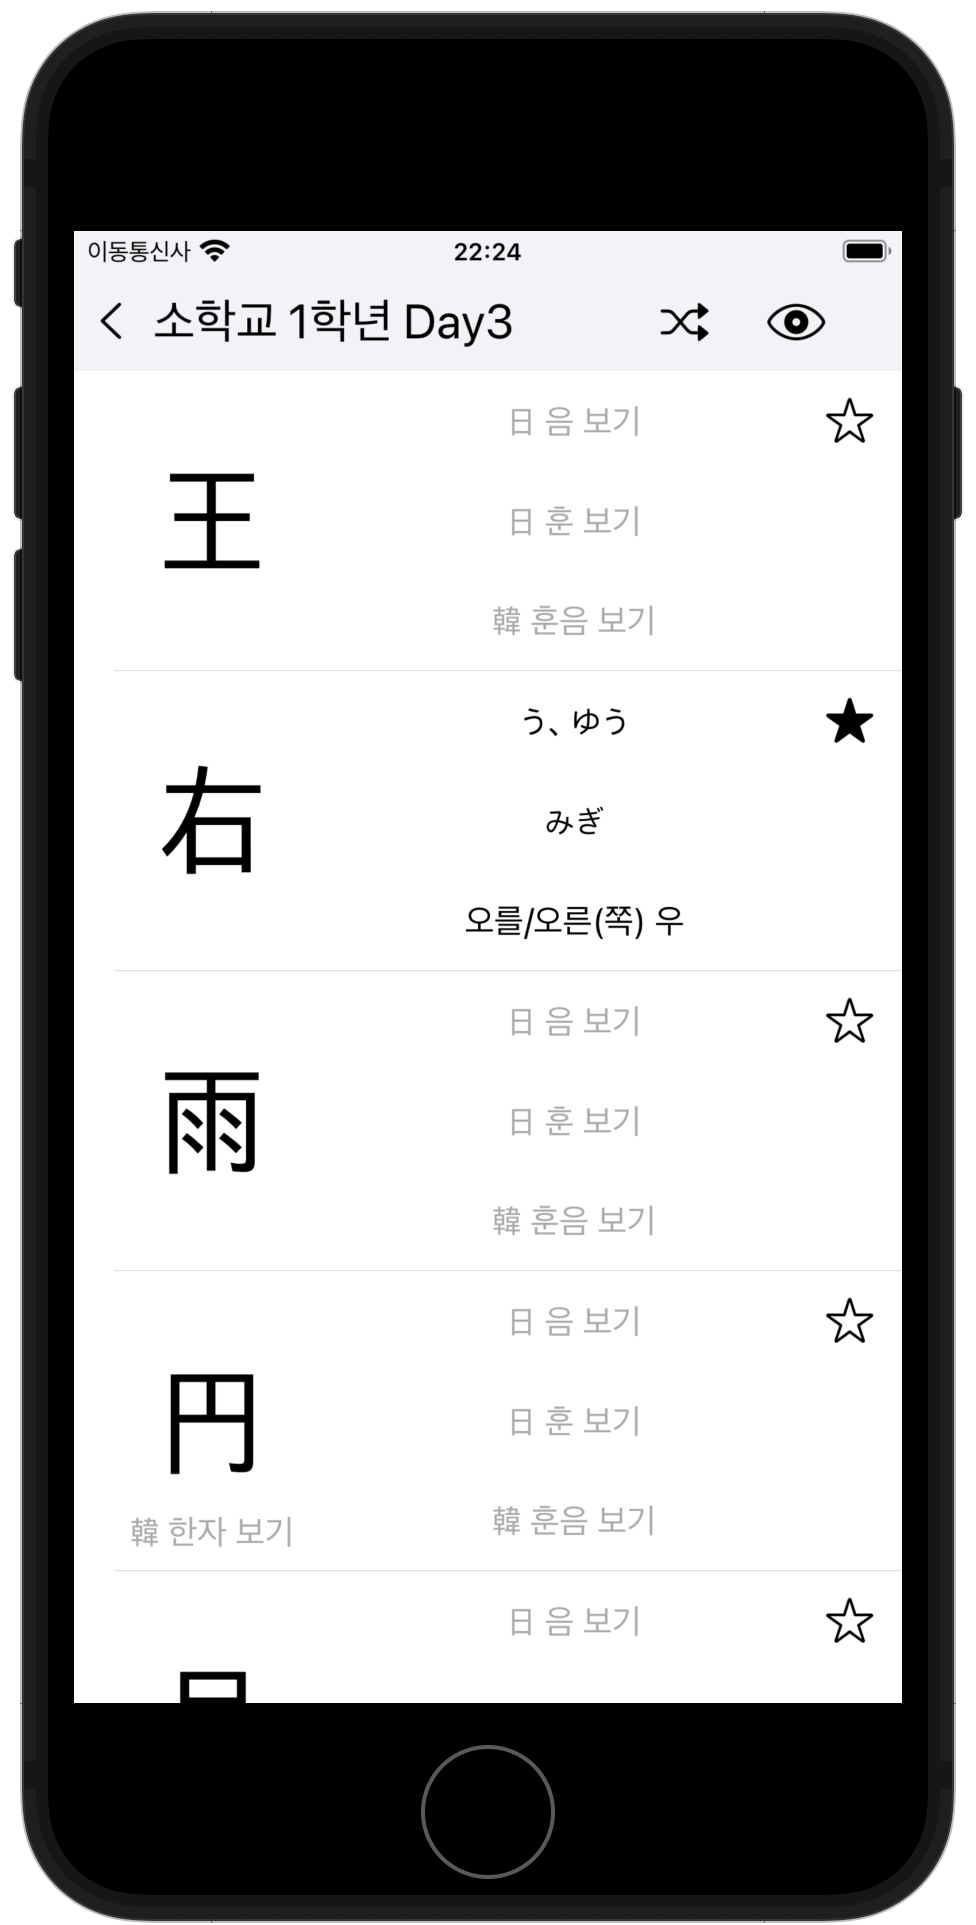 이동통신사 22:24
소학교 1학년 Day3
王
日 음 보기
日 훈 보기
韓 훈음 보기
右
う、ゆう
みぎ
오를/오른(쪽) 우
雨
日 음 보기
日 훈 보기
韓 훈음 보기
円
韓 한자 보기
日 음 보기
日 훈 보기
韓 훈음 보기
日 음 보기